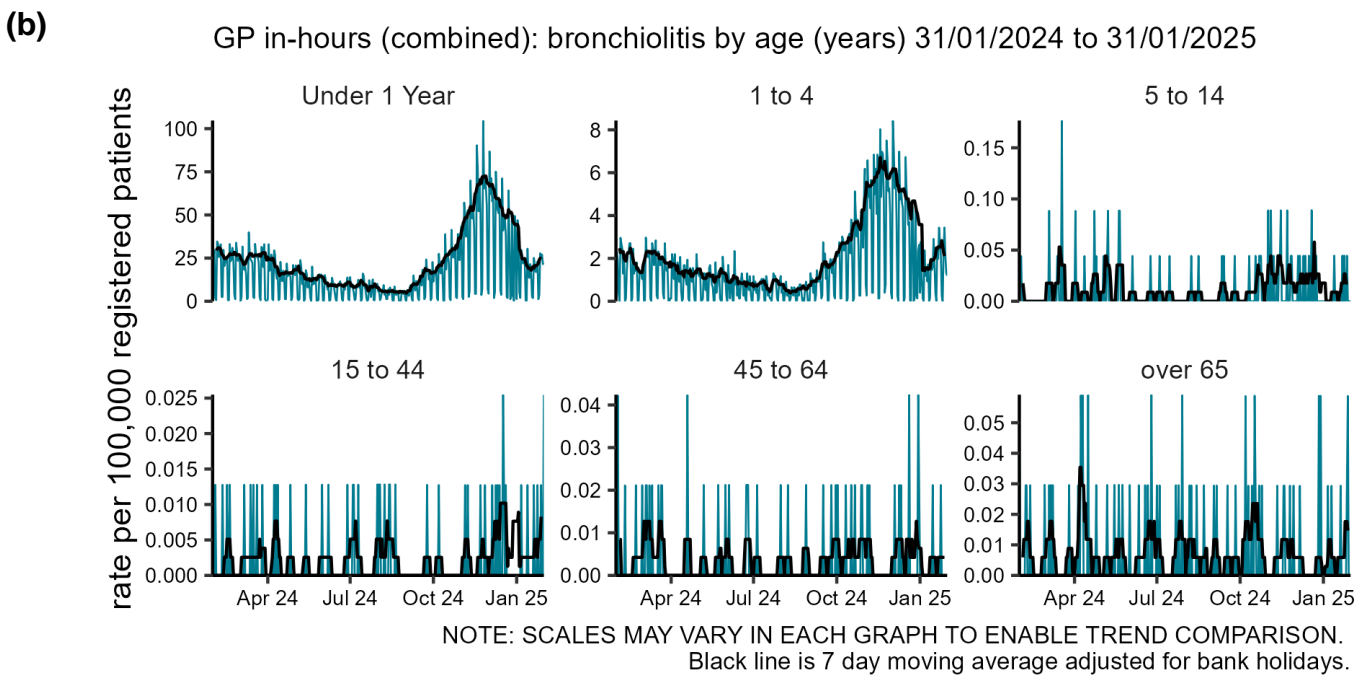 (b)
GP in-hours (combined): bronchiolitis by age (years) 31/01/2024 to 31/01/2025
rate per 100,000 registered patients
Under 1 Year
100
75
50
25
0
1 to 4
8
6
4
2
0
5 to 14
0.15
0.10
0.05
0.00
15 to 44
0.025
0.020
0.015
0.010
0.005
0.000
Apr 24 Jul 24 Oct 24 Jan 25
45 to 64
0.04
0.03
0.02
0.01
0.00
Apr 24 Jul 24 Oct 24 Jan 25
over 65
0.05
0.04
0.03
0.02
0.01
0.00
Apr 24 Jul 24 Oct 24 Jan 25
NOTE: SCALES MAY VARY IN EACH GRAPH TO ENABLE TREND COMPARISON.
Black line is 7 day moving average adjusted for bank holidays.